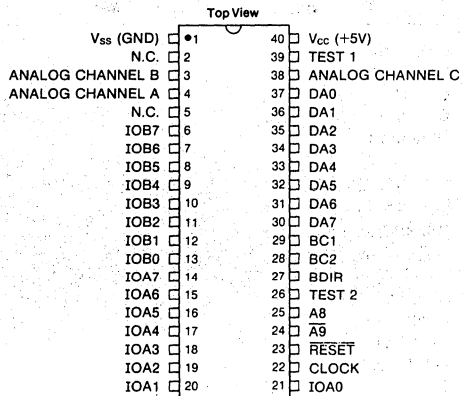 Top View
V_SS (GND) 1 40 V_CC (+5V)
N.C. 2 39 TEST 1
ANALOG CHANNEL B 3 38 ANALOG CHANNEL C
ANALOG CHANNEL A 4 37 DA0
N.C. 5 36 DA1
IOB7 6 35 DA2
IOB6 7 34 DA3
IOB5 8 33 DA4
IOB4 9 32 DA5
IOB3 10 31 DA6
IOB2 11 30 DA7
IOB1 12 29 BC1
IOB0 13 28 BC2
IOA7 14 27 BDIR
IOA6 15 26 TEST 2
IOA5 16 25 A8
IOA4 17 24 A̅9̅
IOA3 18 23 R̅E̅S̅E̅T̅
IOA2 19 22 CLOCK
IOA1 20 21 IOA0